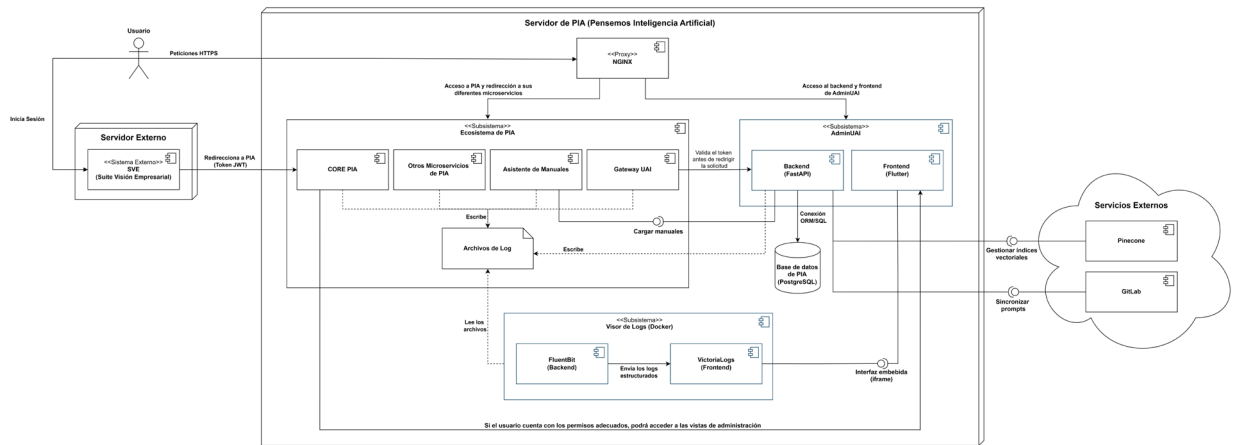 Servidor de PIA (Pensemos Inteligencia Artificial)
Usuario
Peticiones HTTPS
<<Proxy>>
NGINX
Acceso a PIA y redirección a sus
diferentes microservicios
Acceso al backend y frontend
de AdminUAI
Inicia Sesión
Servidor Externo
<<Sistema Externo>>
SVE
(Suite Visión Empresarial)
Redirecciona a PIA
(Token JWT)
<<Subsistema>>
Ecosistema de PIA
CORE PIA
Otros Microservicios
de PIA
Asistente de Manuales
Gateway UAI
Valida el token
antes de redirigir
la solicitud
<<Subsistema>>
AdminUAI
Backend
(FastAPI)
Frontend
(Flutter)
Escribe
Cargar manuales
Conexión
ORM/SQL
Archivos de Log
Escribe
Base de datos
de PIA
(PostgreSQL)
Servicios Externos
Pinecone
Gestionar índices
vectoriales
GitLab
Sincronizar
prompts
Lee los
archivos
<<Subsistema>>
Visor de Logs (Docker)
FluentBit
(Backend)
Envía los logs
estructurados
VictoriaLogs
(Frontend)
Interfaz embebida
(iframe)
Si el usuario cuenta con los permisos adecuados, podrá acceder a las vistas de administración